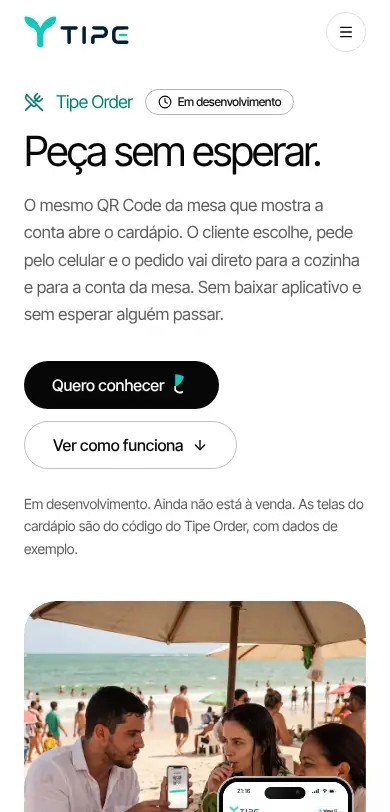 TIPE
Tipe Order
Em desenvolvimento
Peça sem esperar.
O mesmo QR Code da mesa que mostra a
conta abre o cardápio. O cliente escolhe, pede
pelo celular e o pedido vai direto para a cozinha
e para a conta da mesa. Sem baixar aplicativo e
sem esperar alguém passar.
Quero conhecer
Ver como funciona
Em desenvolvimento. Ainda não está à venda. As telas do
cardápio são do código do Tipe Order, com dados de
exemplo.
21:18
TIPE